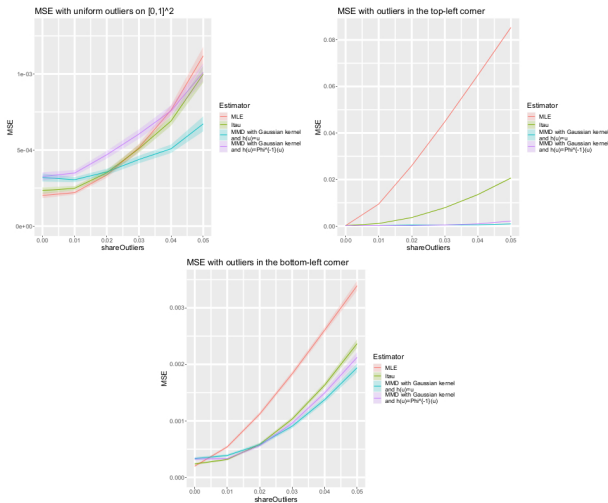 MSE with uniform outliers on [0,1]^2
MSE
1e−03
5e−04
0e+00
0.00 0.01 0.02 0.03 0.04 0.05
shareOutliers
Estimator
MLE
Itau
MMD with Gaussian kernel
and h(u)=u
MMD with Gaussian kernel
and h(u)=Phi^{-1}(u)
MSE with outliers in the top-left corner
MSE
0.08
0.06
0.04
0.02
0.00
0.00 0.01 0.02 0.03 0.04 0.05
shareOutliers
Estimator
MLE
Itau
MMD with Gaussian kernel
and h(u)=u
MMD with Gaussian kernel
and h(u)=Phi^{-1}(u)
MSE with outliers in the bottom-left corner
MSE
0.003
0.002
0.001
0.000
0.00 0.01 0.02 0.03 0.04 0.05
shareOutliers
Estimator
MLE
Itau
MMD with Gaussian kernel
and h(u)=u
MMD with Gaussian kernel
and h(u)=Phi^{-1}(u)